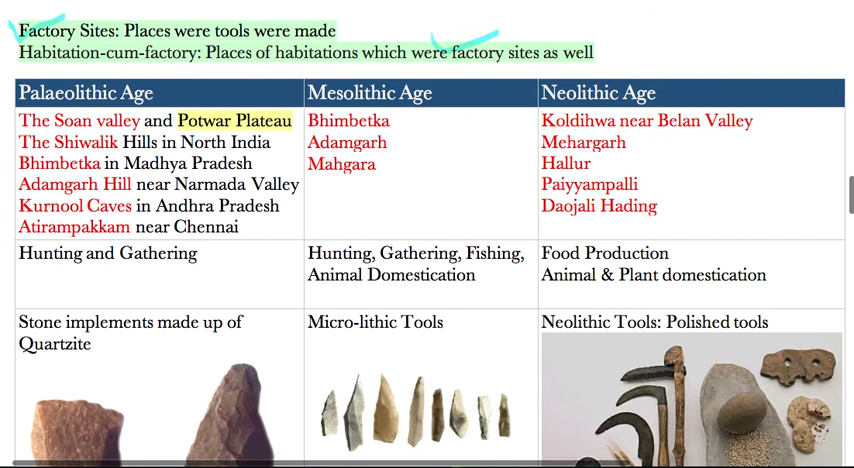 Factory Sites: Places were tools were made
Habitation-cum-factory: Places of habitations which were factory sites as well
Palaeolithic Age
Mesolithic Age
Neolithic Age
The Soan valley and Potwar Plateau
The Shiwalik Hills in North India
Bhimbetka in Madhya Pradesh
Adamgarh Hill near Narmada Valley
Kurnool Caves in Andhra Pradesh
Atirampakkam near Chennai
Bhimbetka
Adamgarh
Mahgara
Koldihwa near Belan Valley
Mehargarh
Hallur
Paiyyampalli
Daojali Hading
Hunting and Gathering
Hunting, Gathering, Fishing,
Animal Domestication
Food Production
Animal & Plant domestication
Stone implements made up of
Quartzite
Micro-lithic Tools
Neolithic Tools: Polished tools